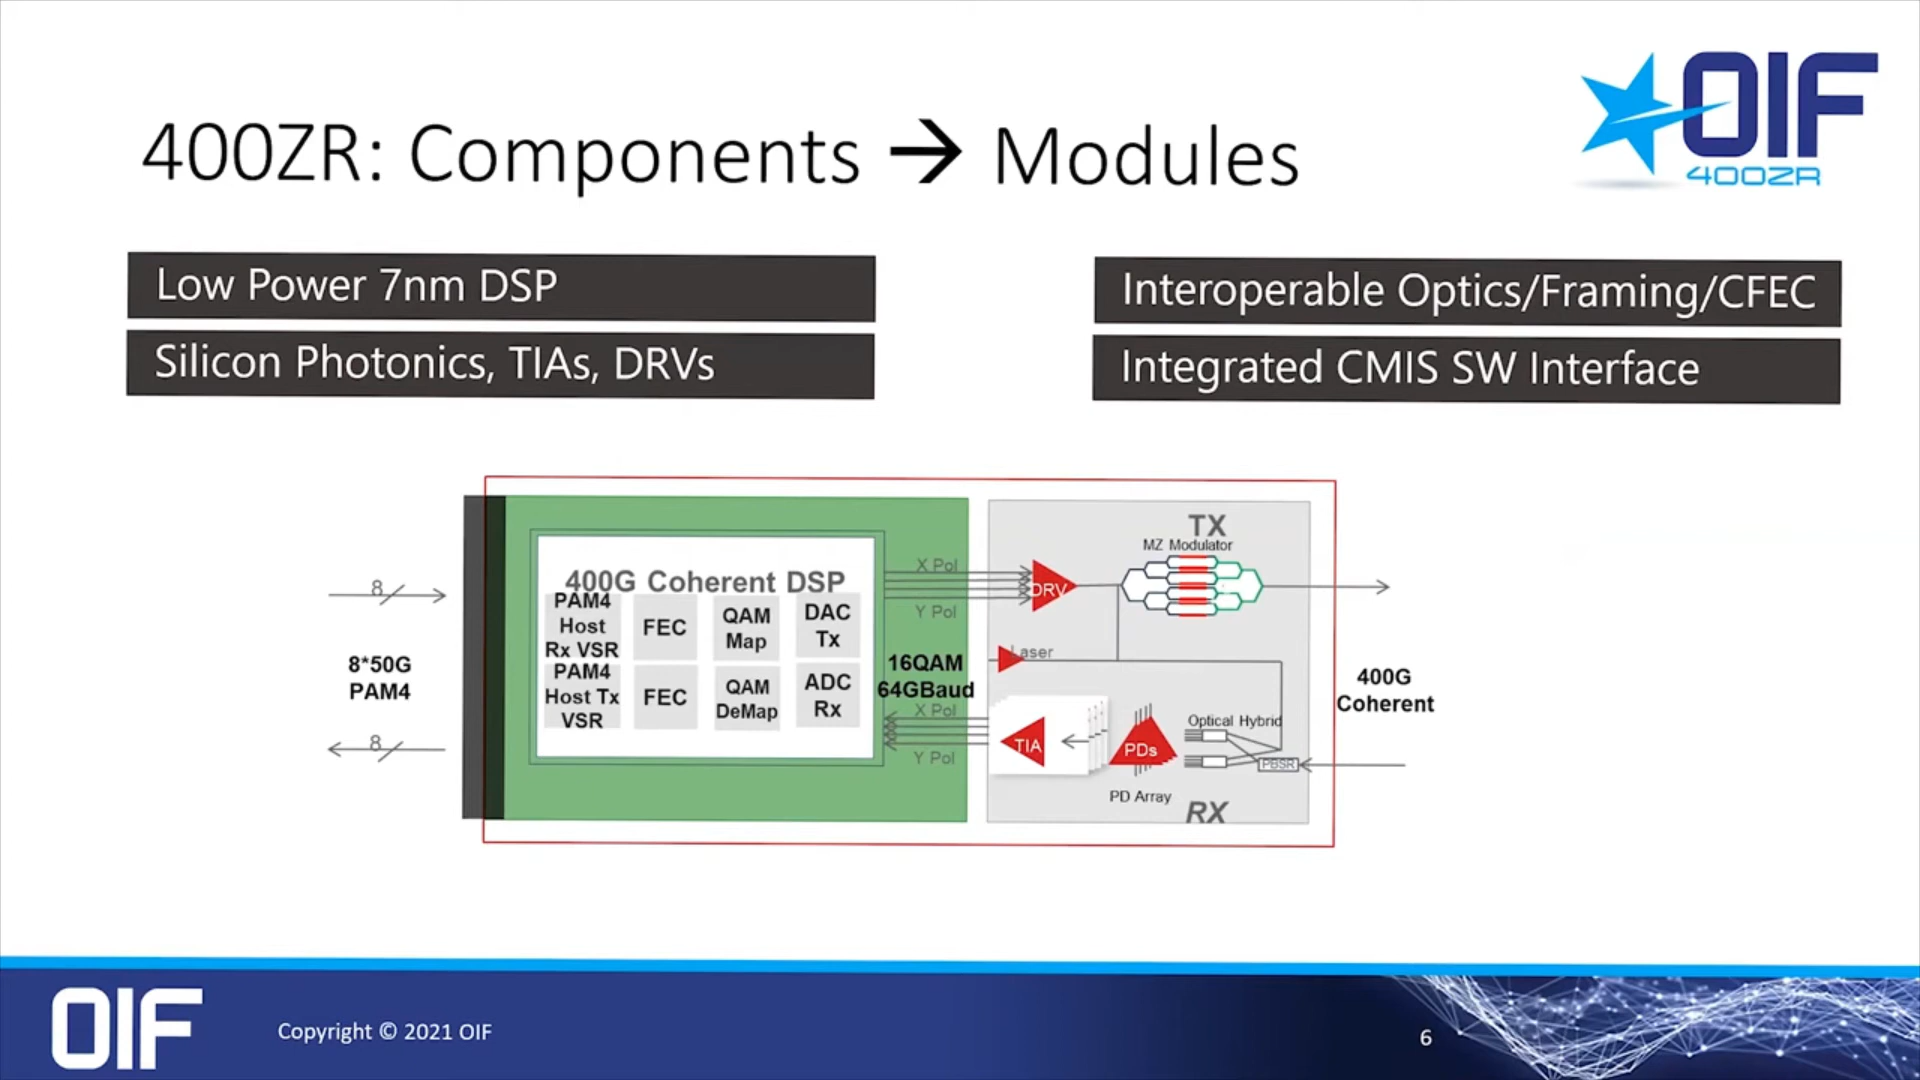 OIF
400ZR
400ZR: Components → Modules
Low Power 7nm DSP
Silicon Photonics, TIAs, DRVs
Interoperable Optics/Framing/CFEC
Integrated CMIS SW Interface
8
8*50G
PAM4
8
400G Coherent DSP
PAM4
Host
Rx VSR
FEC
QAM
Map
DAC
Tx
PAM4
Host Tx
VSR
FEC
QAM
DeMap
ADC
Rx
X Pol
Y Pol
16QAM
64GBaud
X Pol
Y Pol
TX
MZ Modulator
DRV
Laser
TIA
PDs
PD Array
Optical Hybrid
PBSR
RX
400G
Coherent
OIF
Copyright © 2021 OIF
6